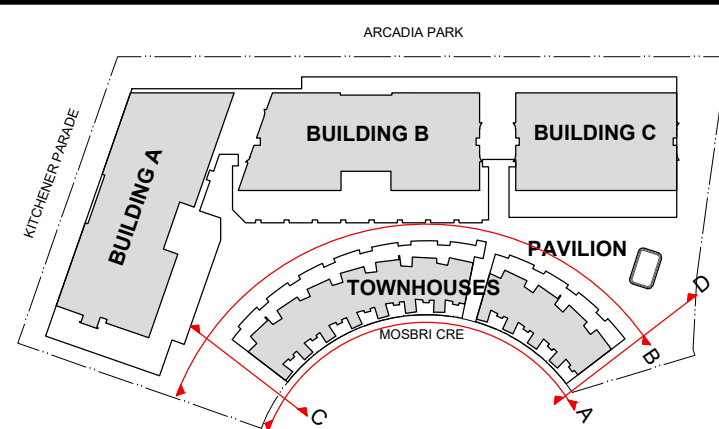 ARCADIA PARK
KITCHENER PARADE
BUILDING A
BUILDING B
BUILDING C
PAVILION
TOWNHOUSES
MOSBRI CRE
D
B
C
A